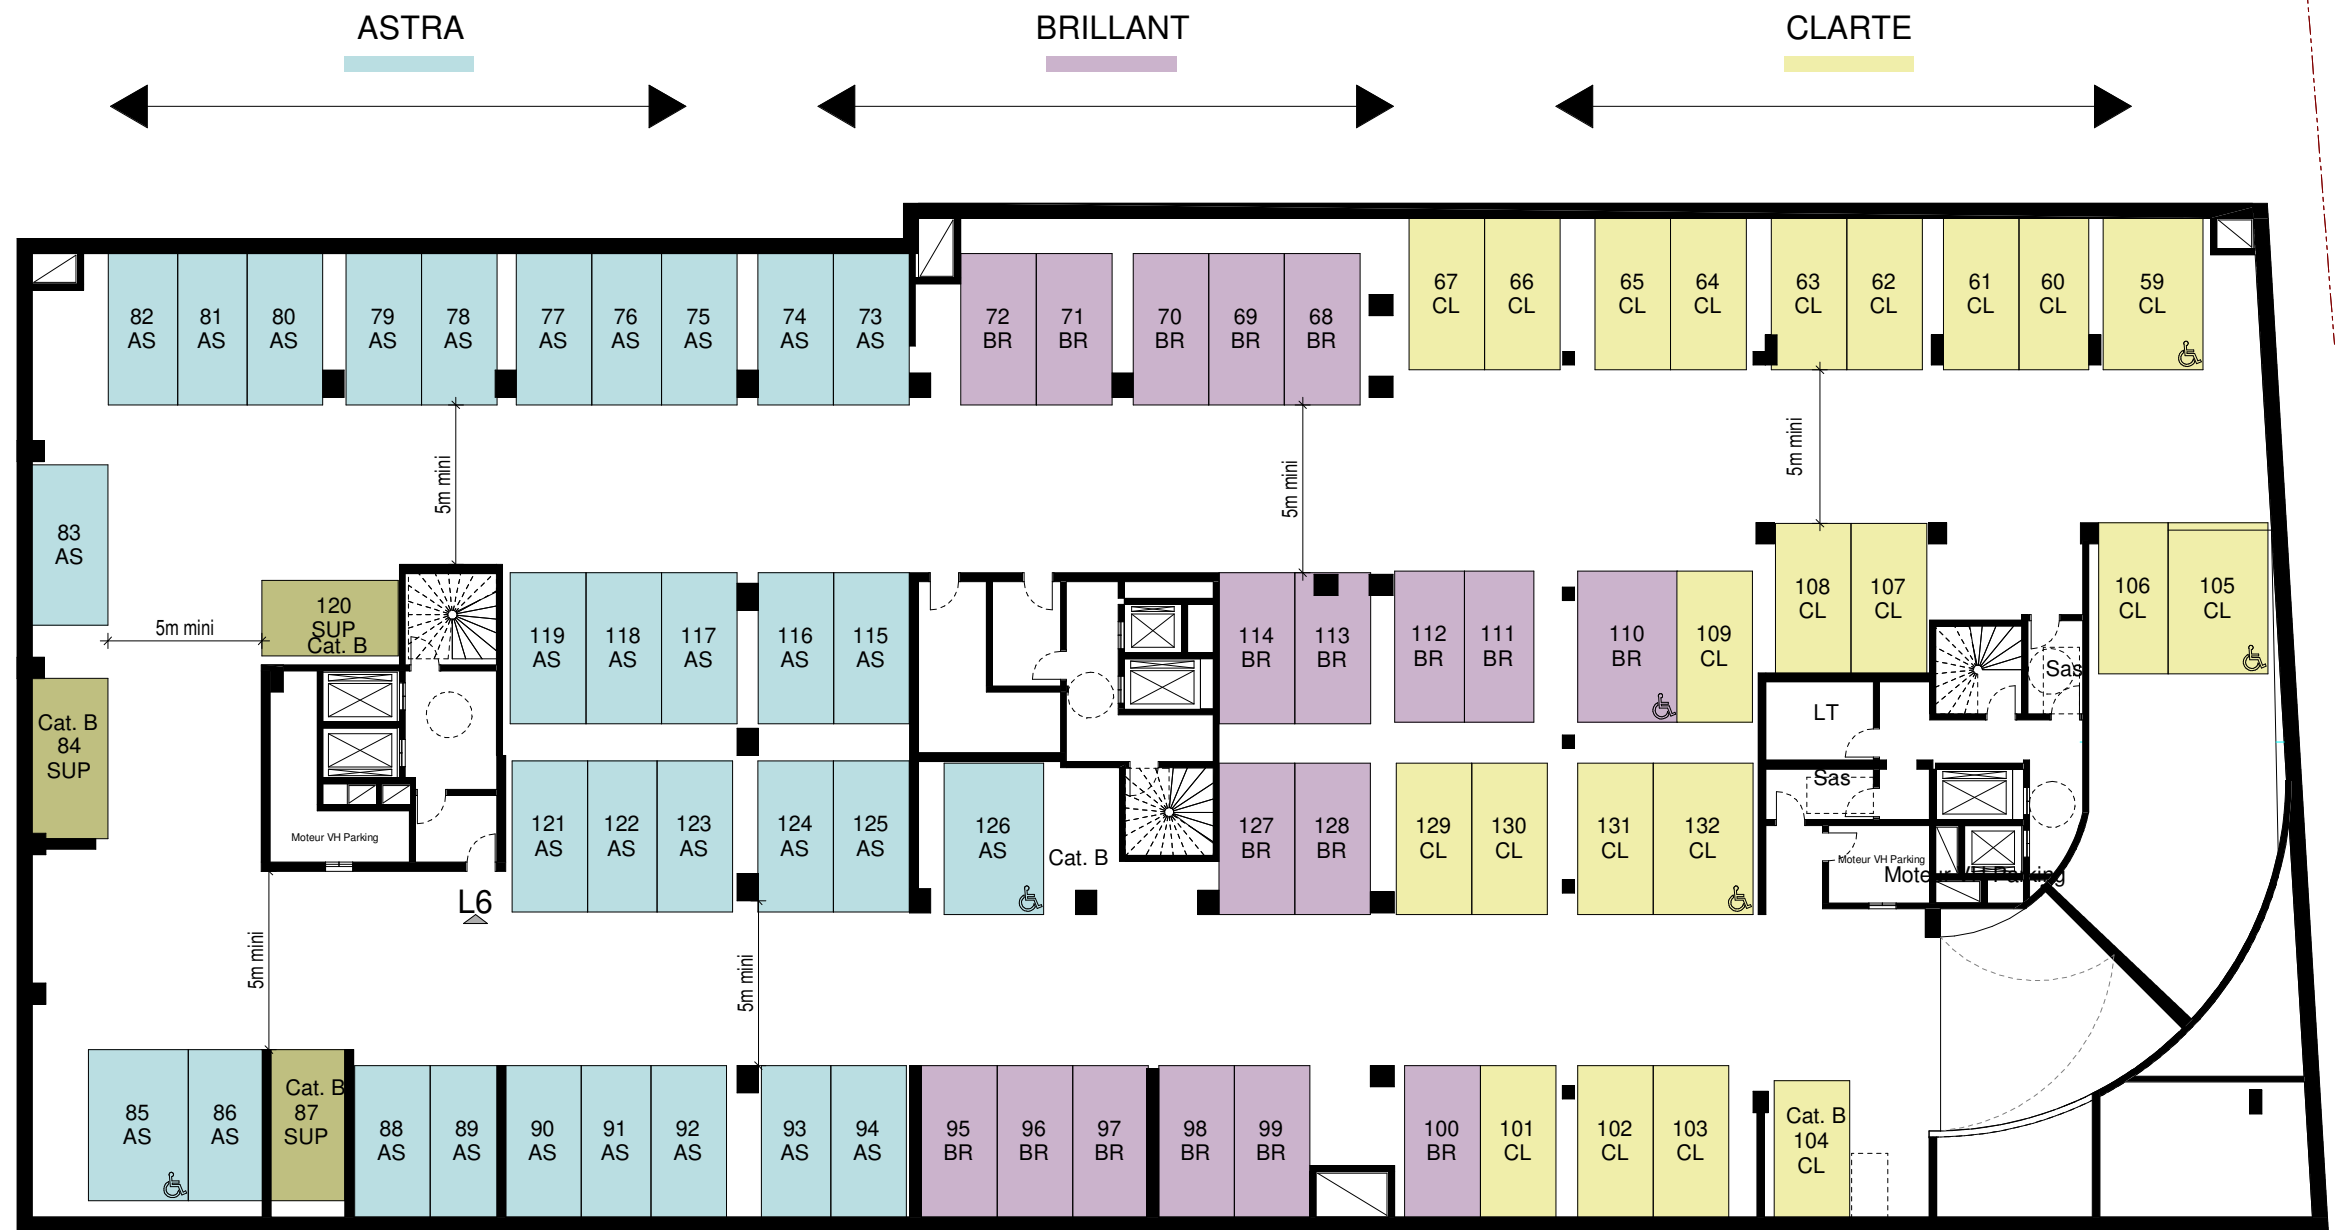 ASTRA
BRILLANT
CLARTE
82
AS
81
AS
80
AS
79
AS
78
AS
77
AS
76
AS
75
AS
74
AS
73
AS
72
BR
71
BR
70
BR
69
BR
68
BR
67
CL
66
CL
65
CL
64
CL
63
CL
62
CL
61
CL
60
CL
59
CL
5m mini
5m mini
5m mini
83
AS
5m mini
120
SUP
Cat. B
119
AS
118
AS
117
AS
116
AS
115
AS
114
BR
113
BR
112
BR
111
BR
110
BR
109
CL
108
CL
107
CL
106
CL
105
CL
Sas
LT
Sas
Cat. B
84
SUP
Moteur VH Parking
121
AS
122
AS
123
AS
124
AS
125
AS
126
AS
Cat. B
127
BR
128
BR
129
CL
130
CL
131
CL
132
CL
Moteur VH Parking
Moteur VH Parking
L6
5m mini
5m mini
85
AS
86
AS
Cat. B
87
SUP
88
AS
89
AS
90
AS
91
AS
92
AS
93
AS
94
AS
95
BR
96
BR
97
BR
98
BR
99
BR
100
BR
101
CL
102
CL
103
CL
Cat. B
104
CL